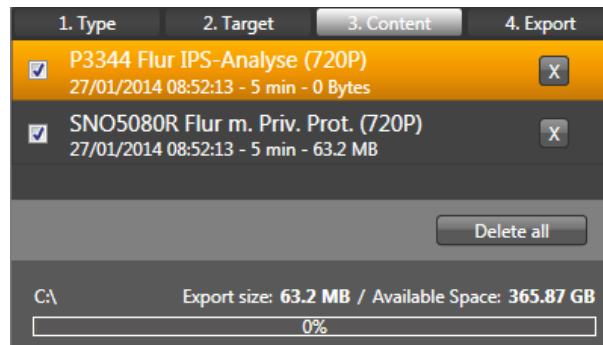 1. Type 2. Target 3. Content 4. Export
P3344 Flur IPS-Analyse (720P) X
27/01/2014 08:52:13 - 5 min - 0 Bytes
SNO5080R Flur m. Priv. Prot. (720P) X
27/01/2014 08:52:13 - 5 min - 63.2 MB
Delete all
C:\ Export size: 63.2 MB / Available Space: 365.87 GB
0%